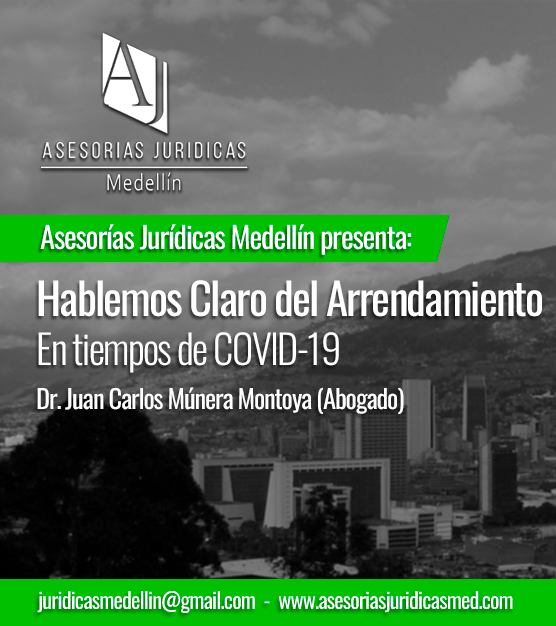 AJ
ASESORIAS JURIDICAS
Medellín
Asesorías Jurídicas Medellín presenta:
Hablemos Claro del Arrendamiento
En tiempos de COVID-19
Dr. Juan Carlos Múnera Montoya (Abogado)
juridicasmedellin@gmail.com - www.asesoriasjuridicasmed.com